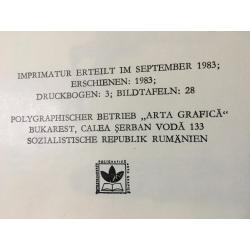 IMPRIMATUR ERTEILT IM SEPTEMBER 1983;
ERSCHIENEN: 1983;
DRUCKBOGEN: 3; BILDTAFELN: 28
POLYGRAPHISCHER BETRIEB „ARTA GRAFICĂ”
BUKAREST, CALEA ȘERBAN VODĂ 133
SOZIALISTISCHE REPUBLIK RUMÄNIEN